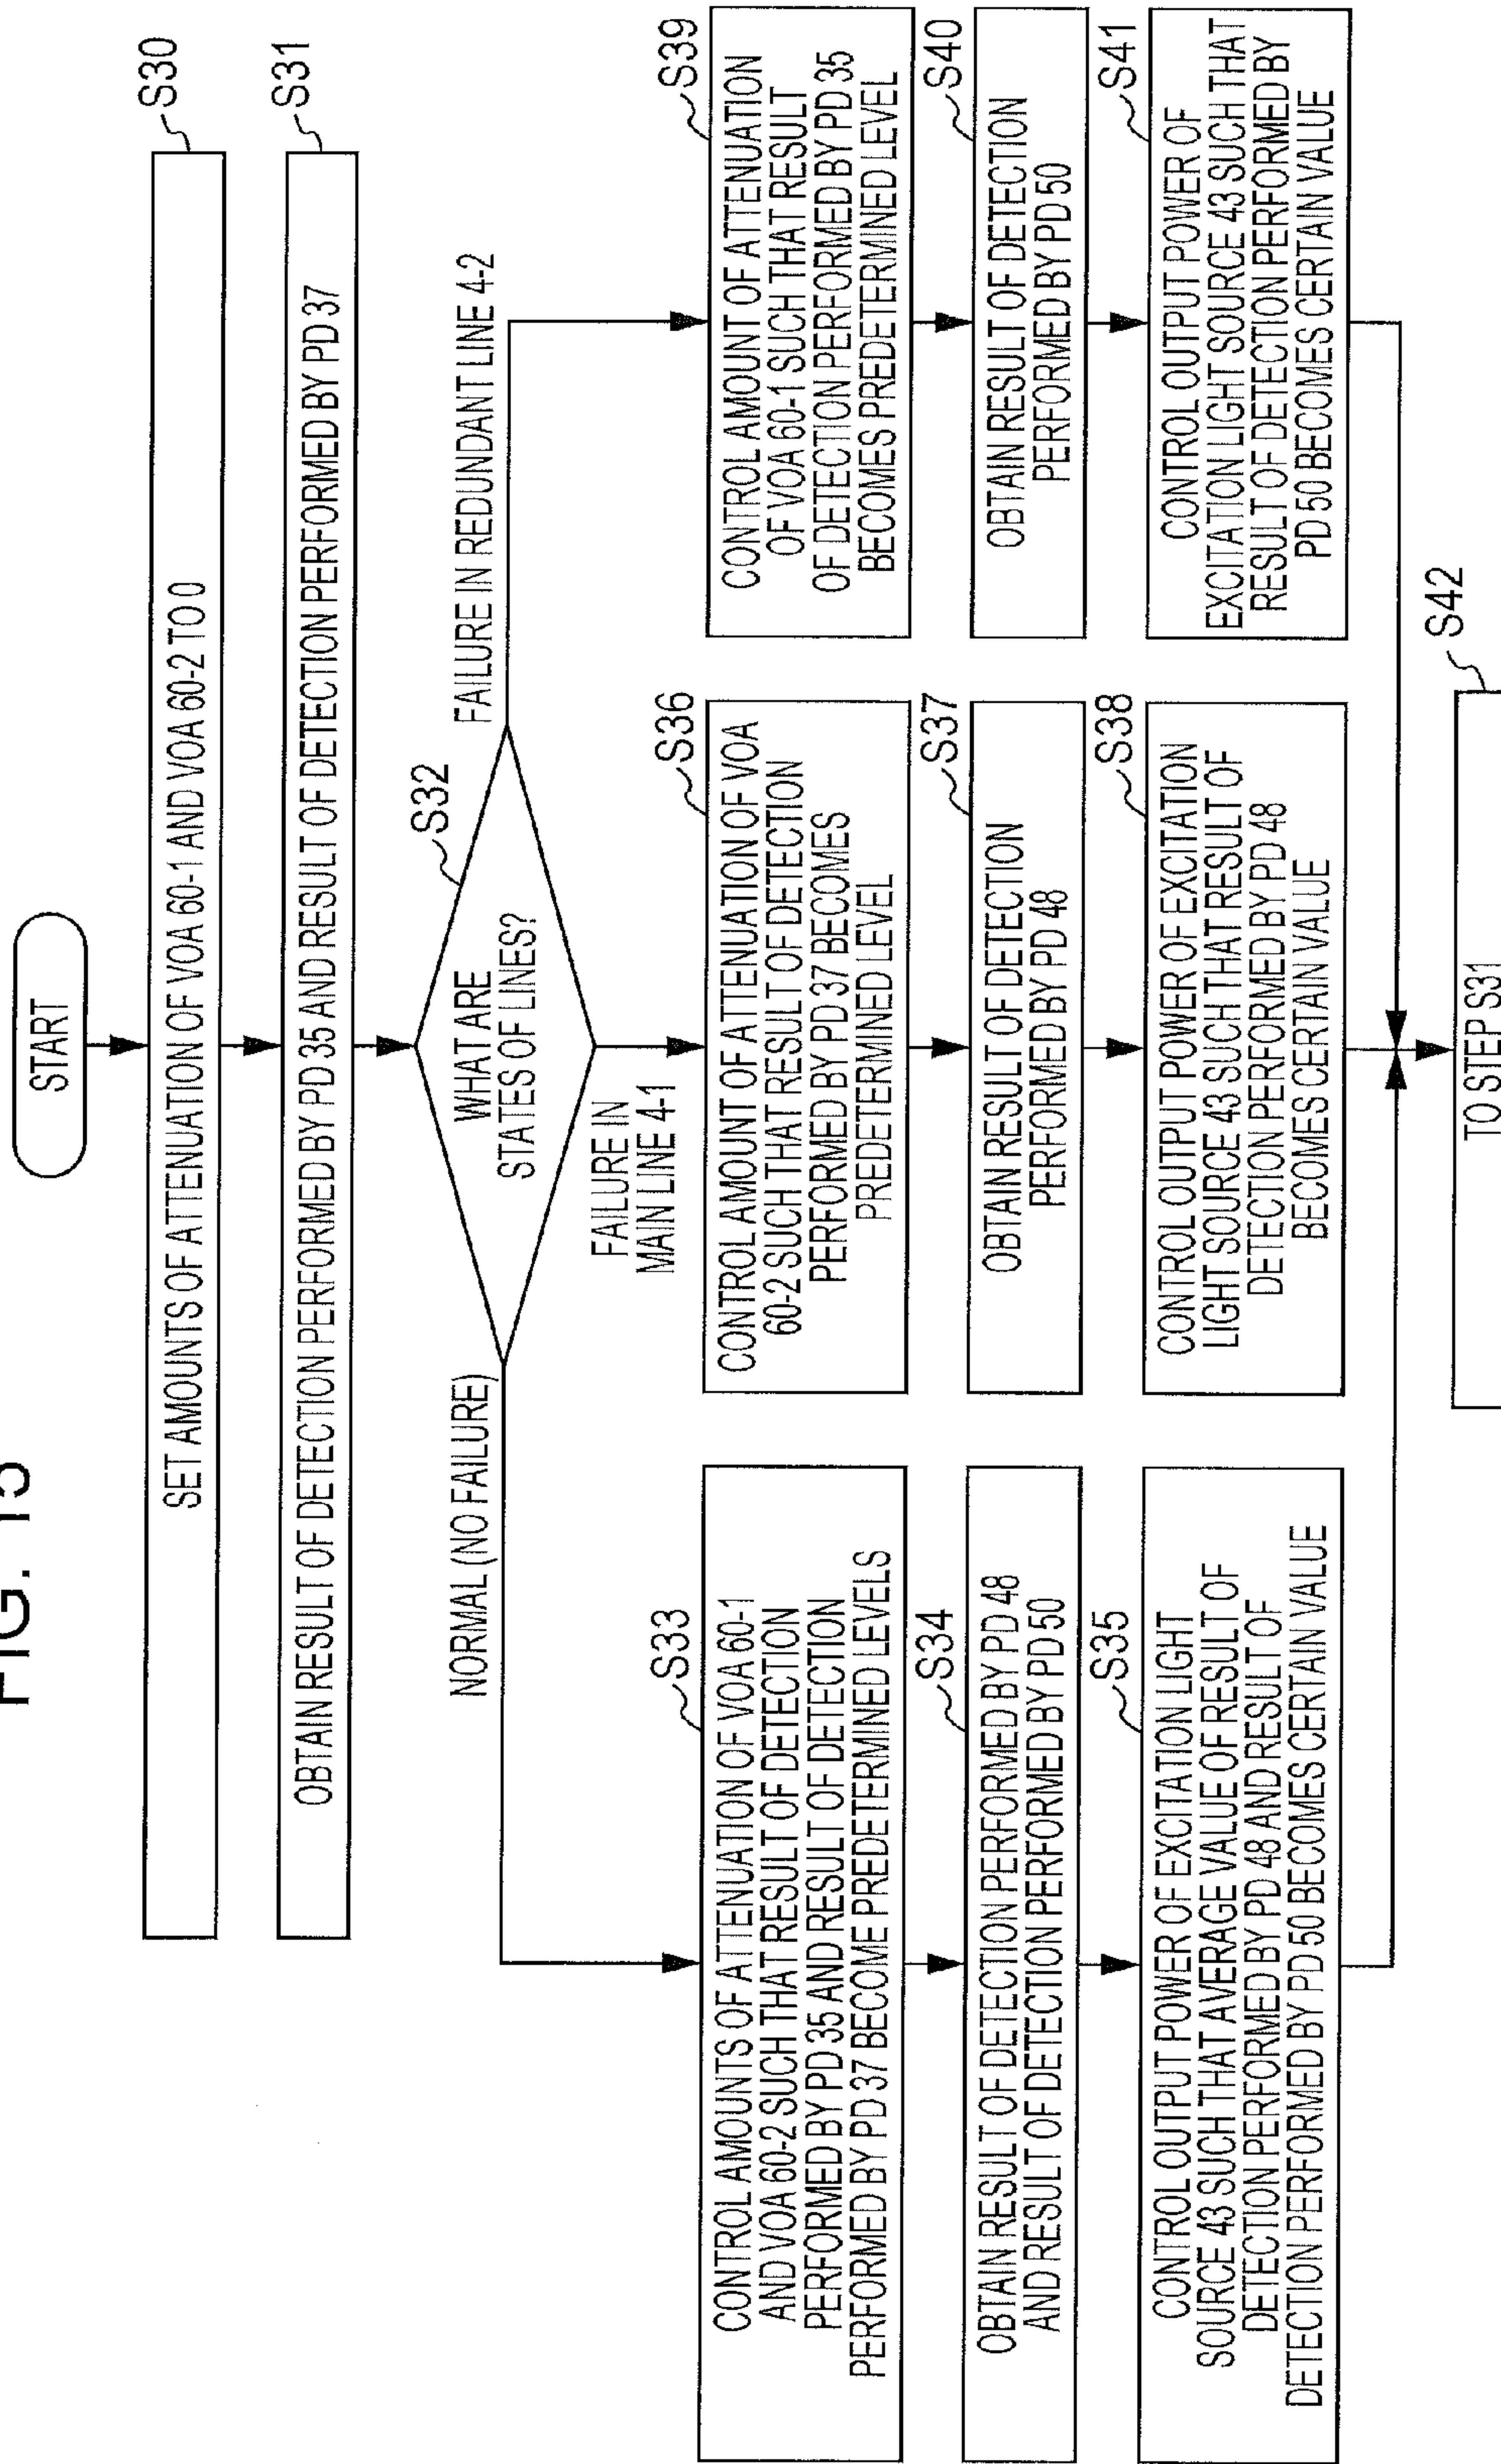 FIG.
START
S30
SET AMOUNTS OF ATTENUATION OF VOA 60-1 AND VOA 60-2 TO 0
S31
OBTAIN RESULT OF DETECTION PERFORMED BY PD 35 AND RESULT OF DETECTION PERFORMED BY PD 37
S32
WHAT ARE
STATES OF LINES?
NORMAL (NO FAILURE)
FAILURE IN
MAIN LINE 4-1
FAILURE IN REDUNDANT LINE 4-2
S33
CONTROL AMOUNTS OF ATTENUATION OF VOA 60-1
AND VOA 60-2 SUCH THAT RESULT OF DETECTION
PERFORMED BY PD 35 AND RESULT OF DETECTION
PERFORMED BY PD 37 BECOME PREDETERMINED LEVELS
S34
OBTAIN RESULT OF DETECTION PERFORMED BY PD 48
AND RESULT OF DETECTION PERFORMED BY PD 50
S35
CONTROL OUTPUT POWER OF EXCITATION LIGHT
SOURCE 43 SUCH THAT AVERAGE VALUE OF RESULT OF
DETECTION PERFORMED BY PD 48 AND RESULT OF
DETECTION PERFORMED BY PD 50 BECOMES CERTAIN VALUE
S36
CONTROL AMOUNT OF ATTENUATION OF VOA
60-2 SUCH THAT RESULT OF DETECTION
PERFORMED BY PD 37 BECOMES
PREDETERMINED LEVEL
S37
OBTAIN RESULT OF DETECTION
PERFORMED BY PD 48
S38
CONTROL OUTPUT POWER OF EXCITATION
LIGHT SOURCE 43 SUCH THAT RESULT OF
DETECTION PERFORMED BY PD 48
BECOMES CERTAIN VALUE
S39
CONTROL AMOUNT OF ATTENUATION
OF VOA 60-1 SUCH THAT RESULT
OF DETECTION PERFORMED BY PD 35
BECOMES PREDETERMINED LEVEL
S40
OBTAIN RESULT OF DETECTION
PERFORMED BY PD 50
S41
CONTROL OUTPUT POWER OF
EXCITATION LIGHT SOURCE 43 SUCH THAT
RESULT OF DETECTION PERFORMED BY
PD 50 BECOMES CERTAIN VALUE
S42
TO STEP S31